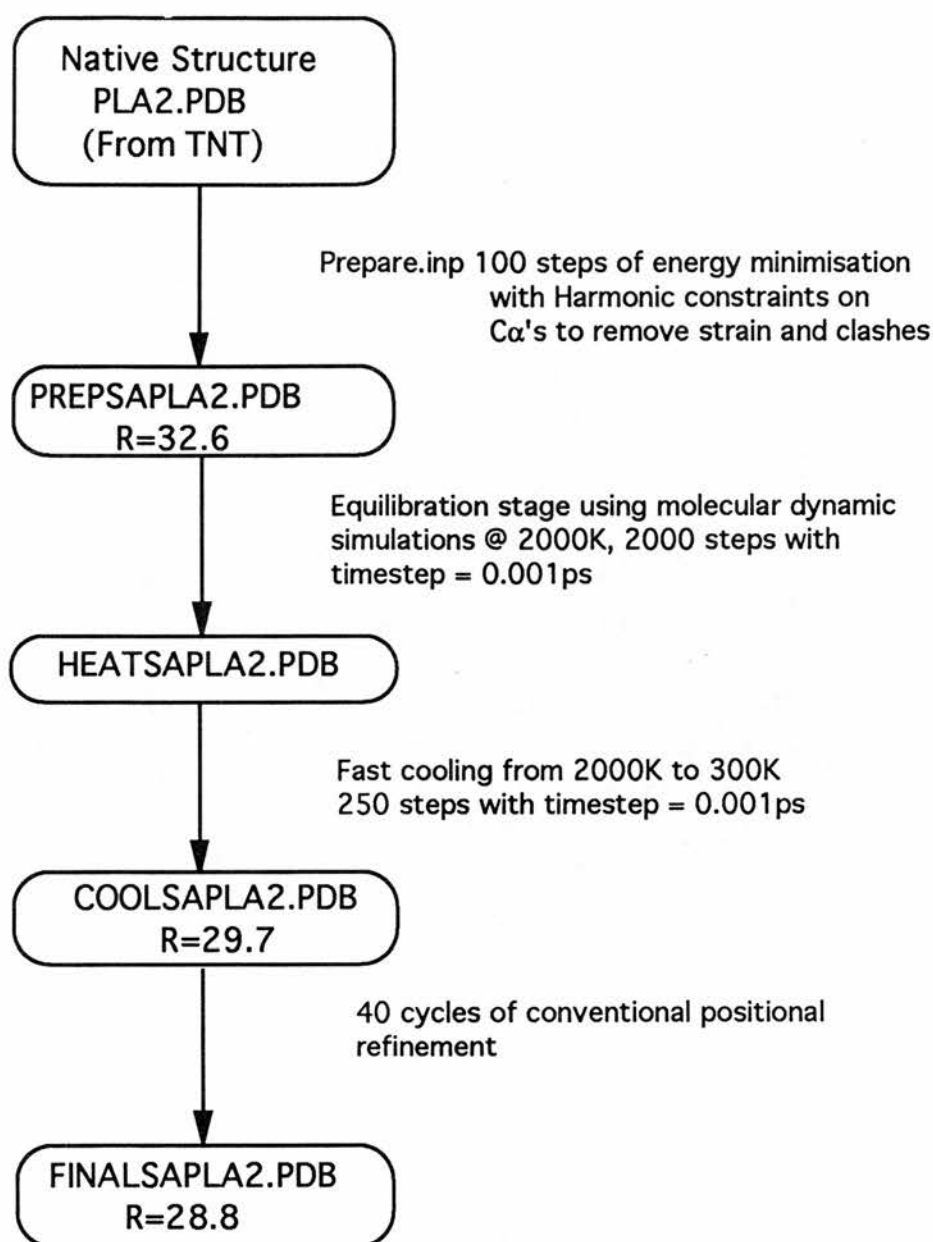 Native Structure
PLA2.PDB
(From TNT)
Prepare.inp 100 steps of energy minimisation
with Harmonic constraints on
Cα's to remove strain and clashes
PREPSAPLA2.PDB
R=32.6
Equilibration stage using molecular dynamic
simulations @ 2000K, 2000 steps with
timestep = 0.001ps
HEATSAPLA2.PDB
Fast cooling from 2000K to 300K
250 steps with timestep = 0.001ps
COOLSAPLA2.PDB
R=29.7
40 cycles of conventional positional
refinement
FINALSAPLA2.PDB
R=28.8